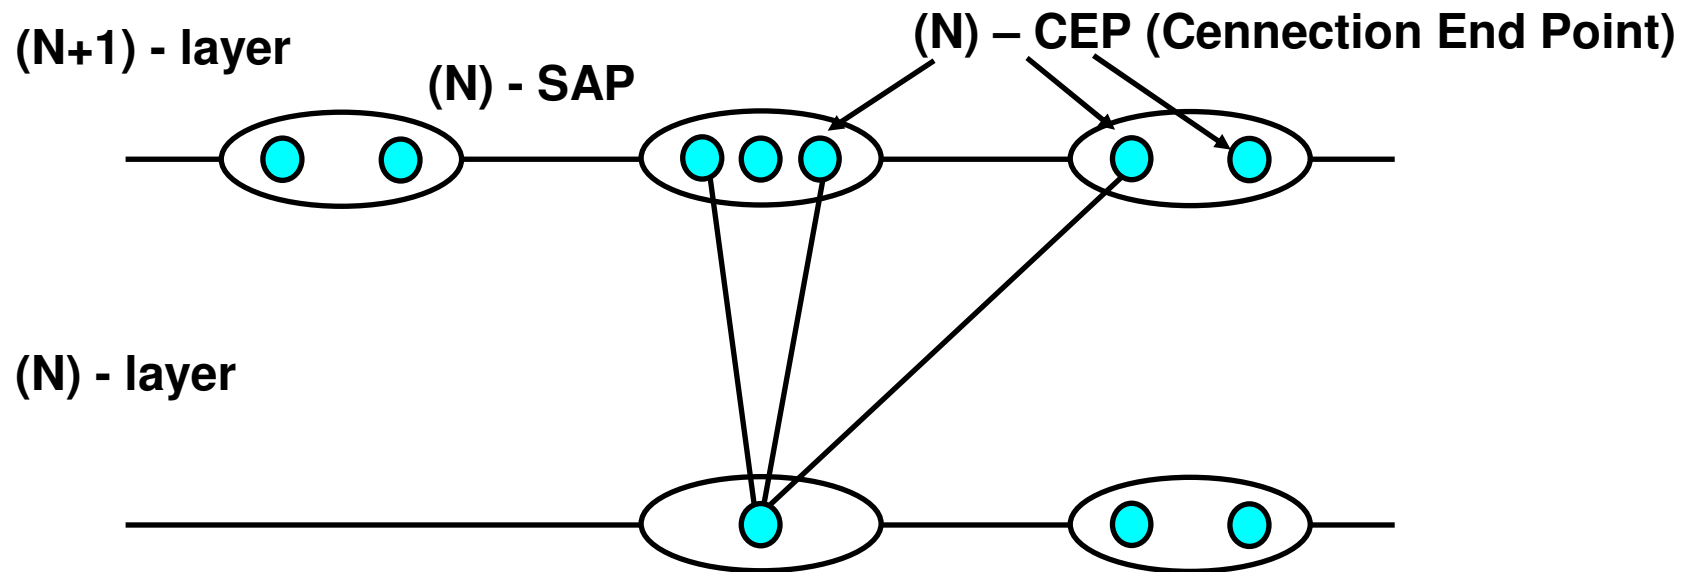 (N+1) - layer
(N) – CEP (Cennection End Point)
(N) - SAP
(N) - layer